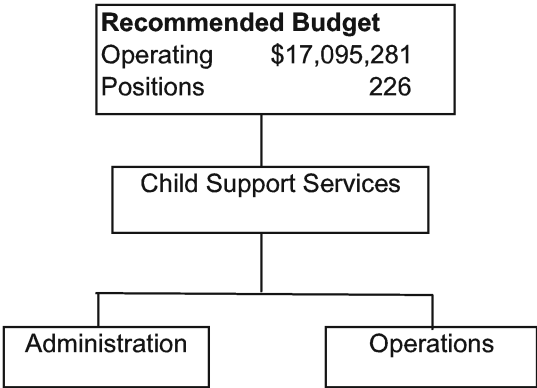 Recommended Budget
Operating $17,095,281
Positions 226
Child Support Services
Administration
Operations